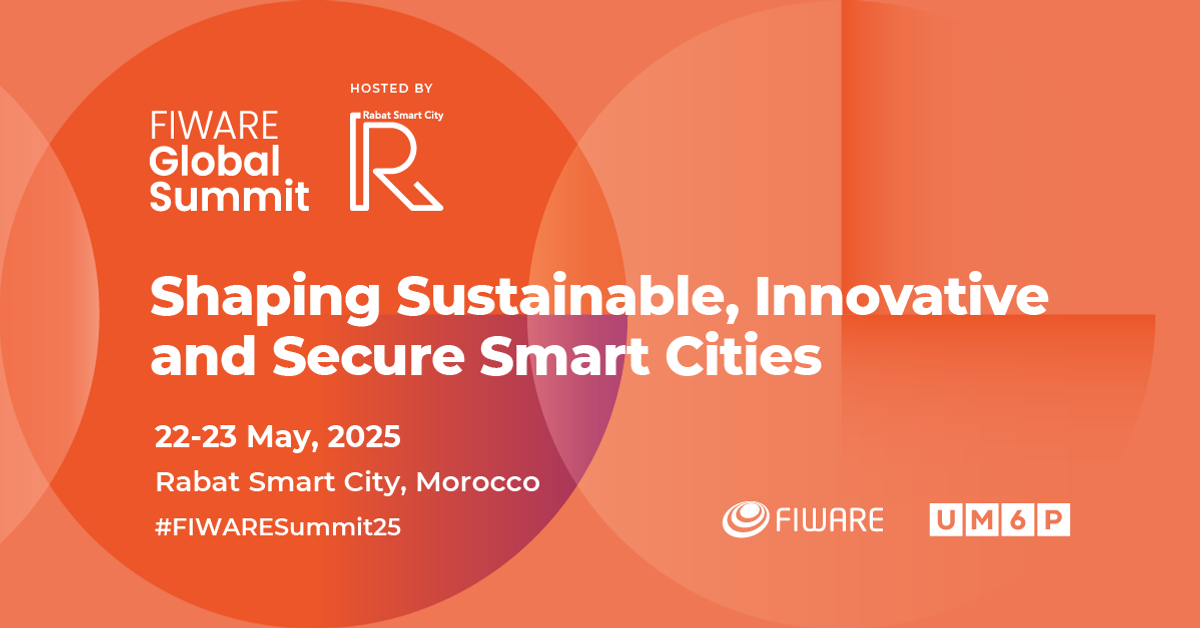 HOSTED BY
FIWARE
Global
Summit
Rabat Smart City
R
Shaping Sustainable, Innovative
and Secure Smart Cities
22-23 May, 2025
Rabat Smart City, Morocco
#FIWARESummit25
FIWARE
UM6P